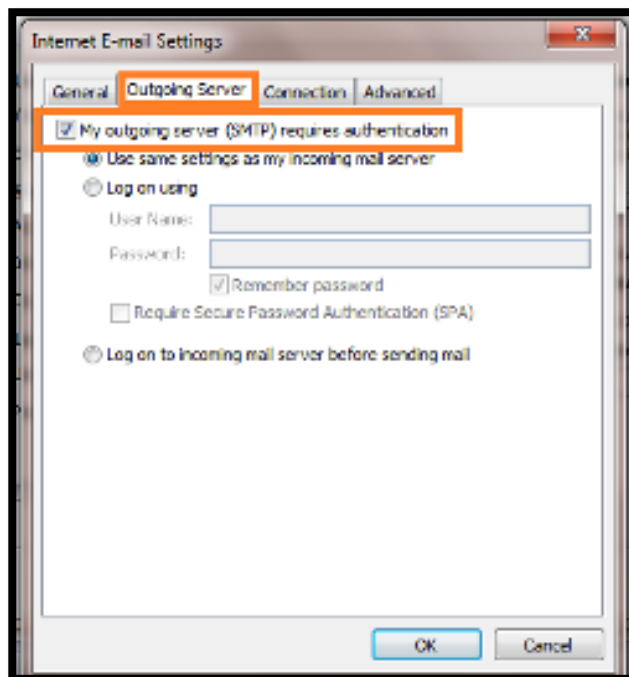 Internet E-mail Settings
General Outgoing Server Connection Advanced
My outgoing server (SMTP) requires authentication
Use same settings as my incoming mail server
Log on using
User Name:
Password:
Remember password
Require Secure Password Authentication (SPA)
Log on to incoming mail server before sending mail
OK Cancel